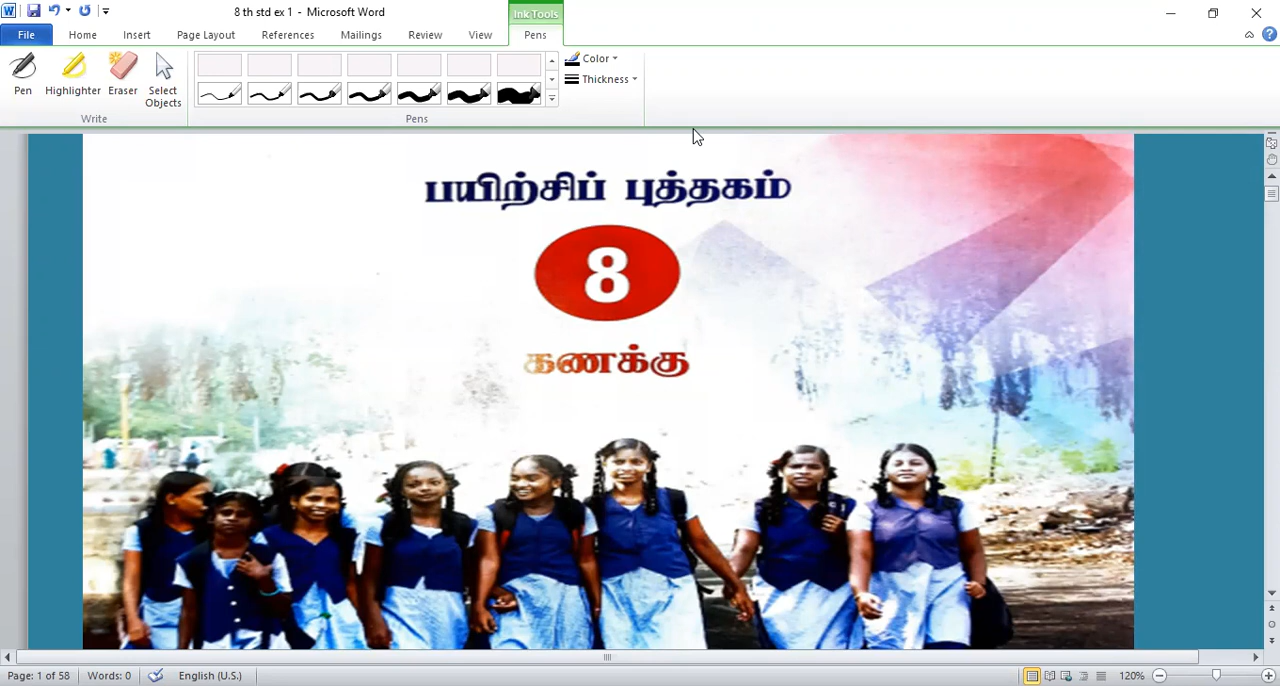 8 th std ex 1 - Microsoft Word
Ink Tools
File Home Insert Page Layout References Mailings Review View Pens
Pen Highlighter Eraser Select Objects
Color
Thickness
Write
Pens
பயிற்சிப் புத்தகம்
8
கணக்கு
Page: 1 of 58 Words: 0 English (U.S.) 120%